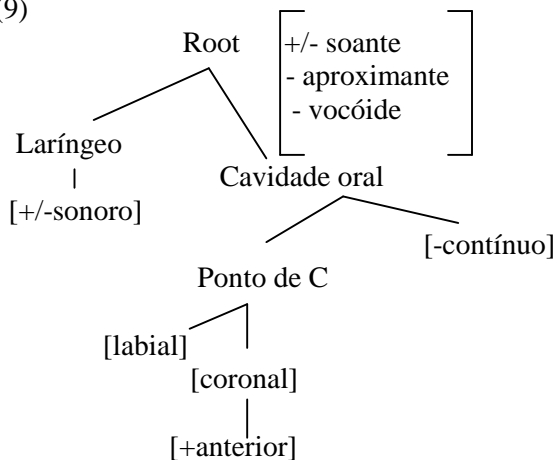 (9)
Root
+/- soante
- aproximante
- vocóide
Laríngeo
Cavidade oral
[+/-sonoro]
[-contínuo]
Ponto de C
[labial]
[coronal]
[+anterior]